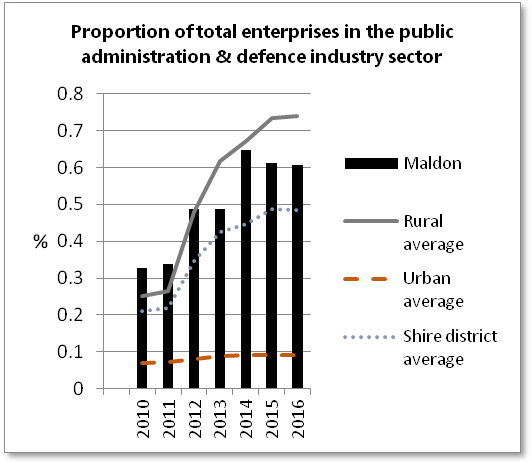 Proportion of total enterprises in the public
administration & defence industry sector
0.8
0.7
0.6
0.5
0.4
0.3
0.2
0.1
0
%
2010
2011
2012
2013
2014
2015
2016
Maldon
Rural
average
Urban
average
Shire district
average